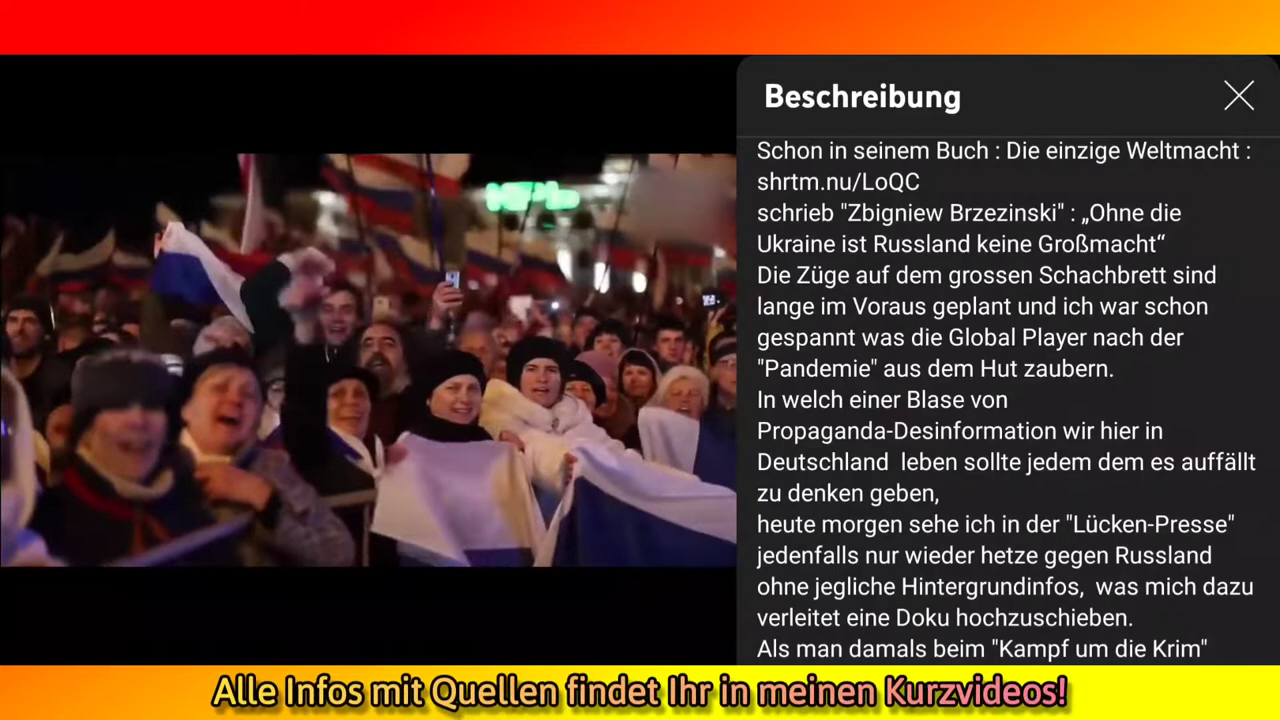 Beschreibung
Schon in seinem Buch : Die einzige Weltmacht :
shrtm.nu/LoQC
schrieb "Zbigniew Brzezinski" : „Ohne die
Ukraine ist Russland keine Großmacht“
Die Züge auf dem grossen Schachbrett sind
lange im Voraus geplant und ich war schon
gespannt was die Global Player nach der
"Pandemie" aus dem Hut zaubern.
In welch einer Blase von
Propaganda-Desinformation wir hier in
Deutschland  leben sollte jedem dem es auffällt
zu denken geben,
heute morgen sehe ich in der "Lücken-Presse"
jedenfalls nur wieder hetze gegen Russland
ohne jegliche Hintergrundinfos,  was mich dazu
verleitet eine Doku hochzuschieben.
Als man damals beim "Kampf um die Krim"
Alle Infos mit Quellen findet Ihr in meinen Kurzvideos!